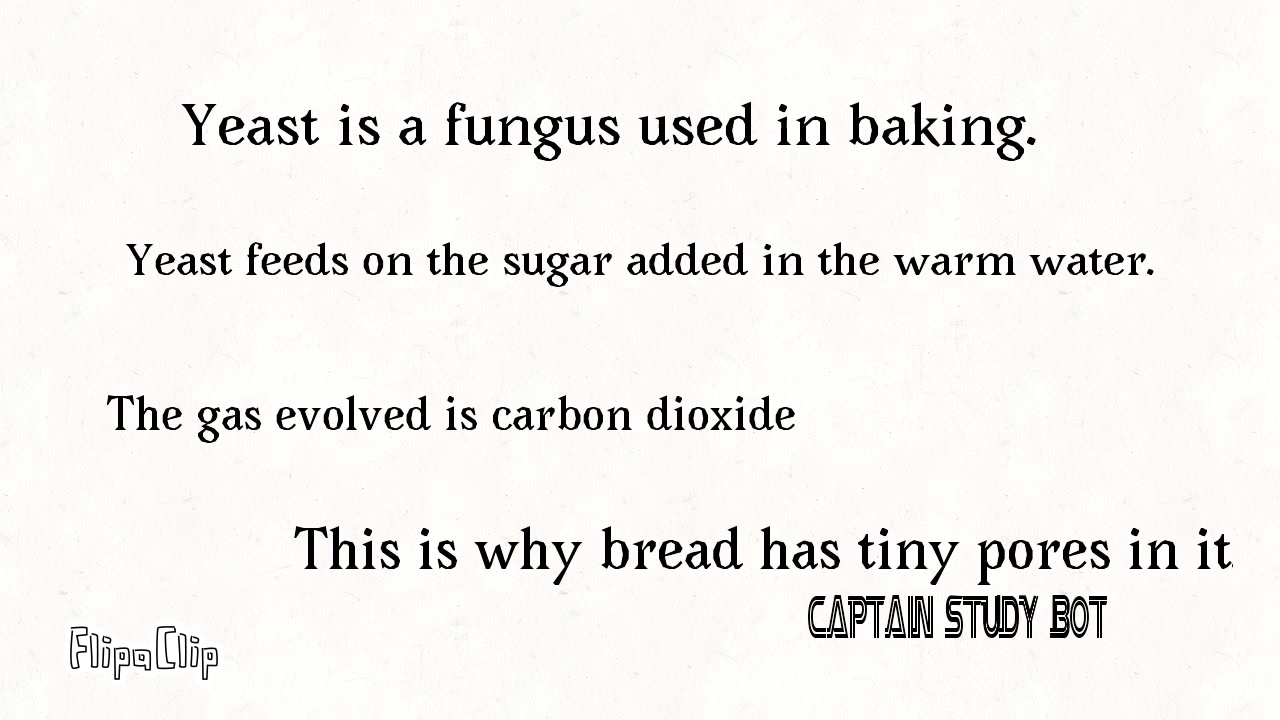 Yeast is a fungus used in baking.
Yeast feeds on the sugar added in the warm water.
The gas evolved is carbon dioxide
This is why bread has tiny pores in it.
CAPTAIN STUDY BOT
FlipaClip